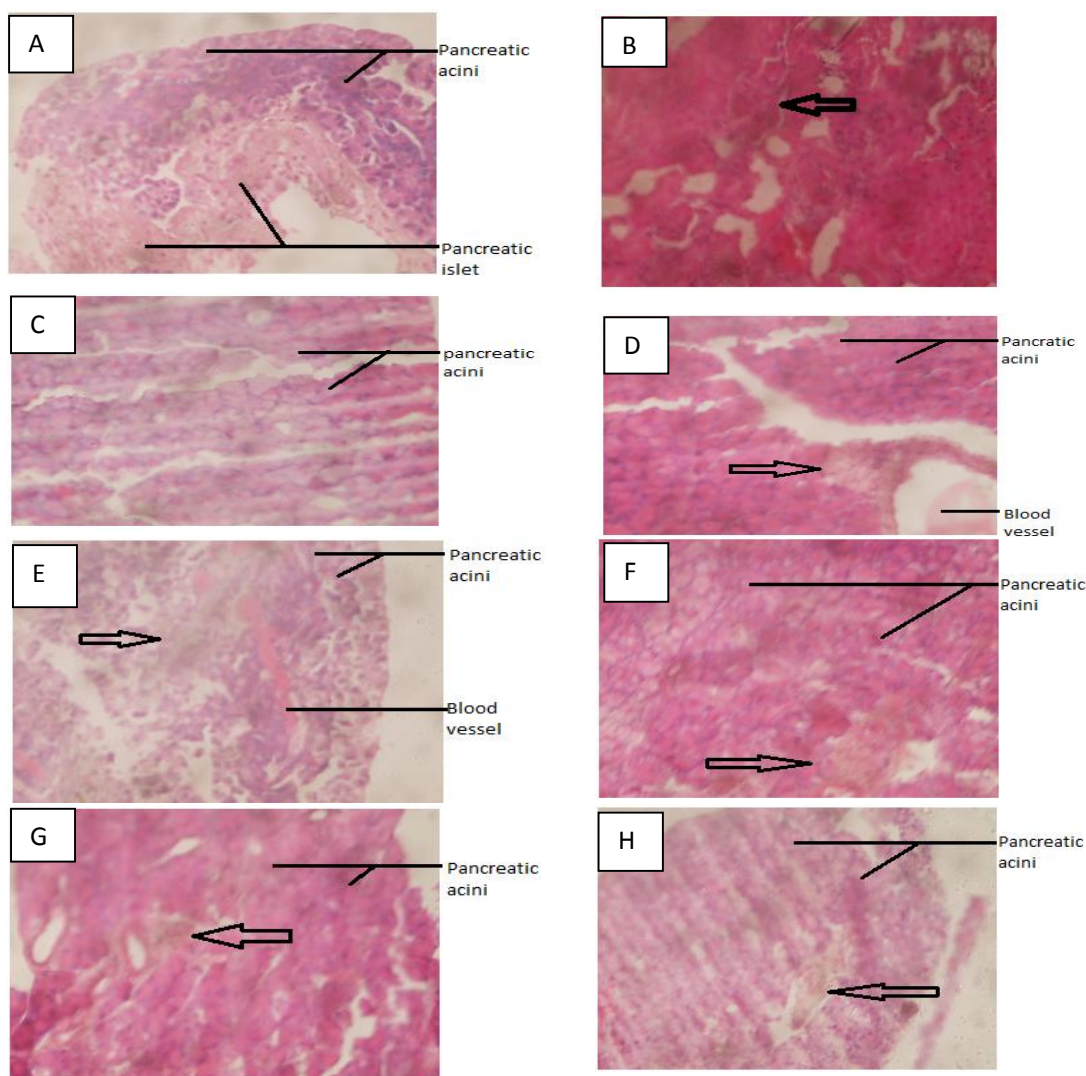 A
Pancreatic
acini
Pancreatic
islet
B
C
pancreatic
acini
D
Pancratic
acini
Blood
vessel
E
Pancreatic
acini
Blood
vessel
F
Pancreatic
acini
G
Pancreatic
acini
H
Pancreatic
acini